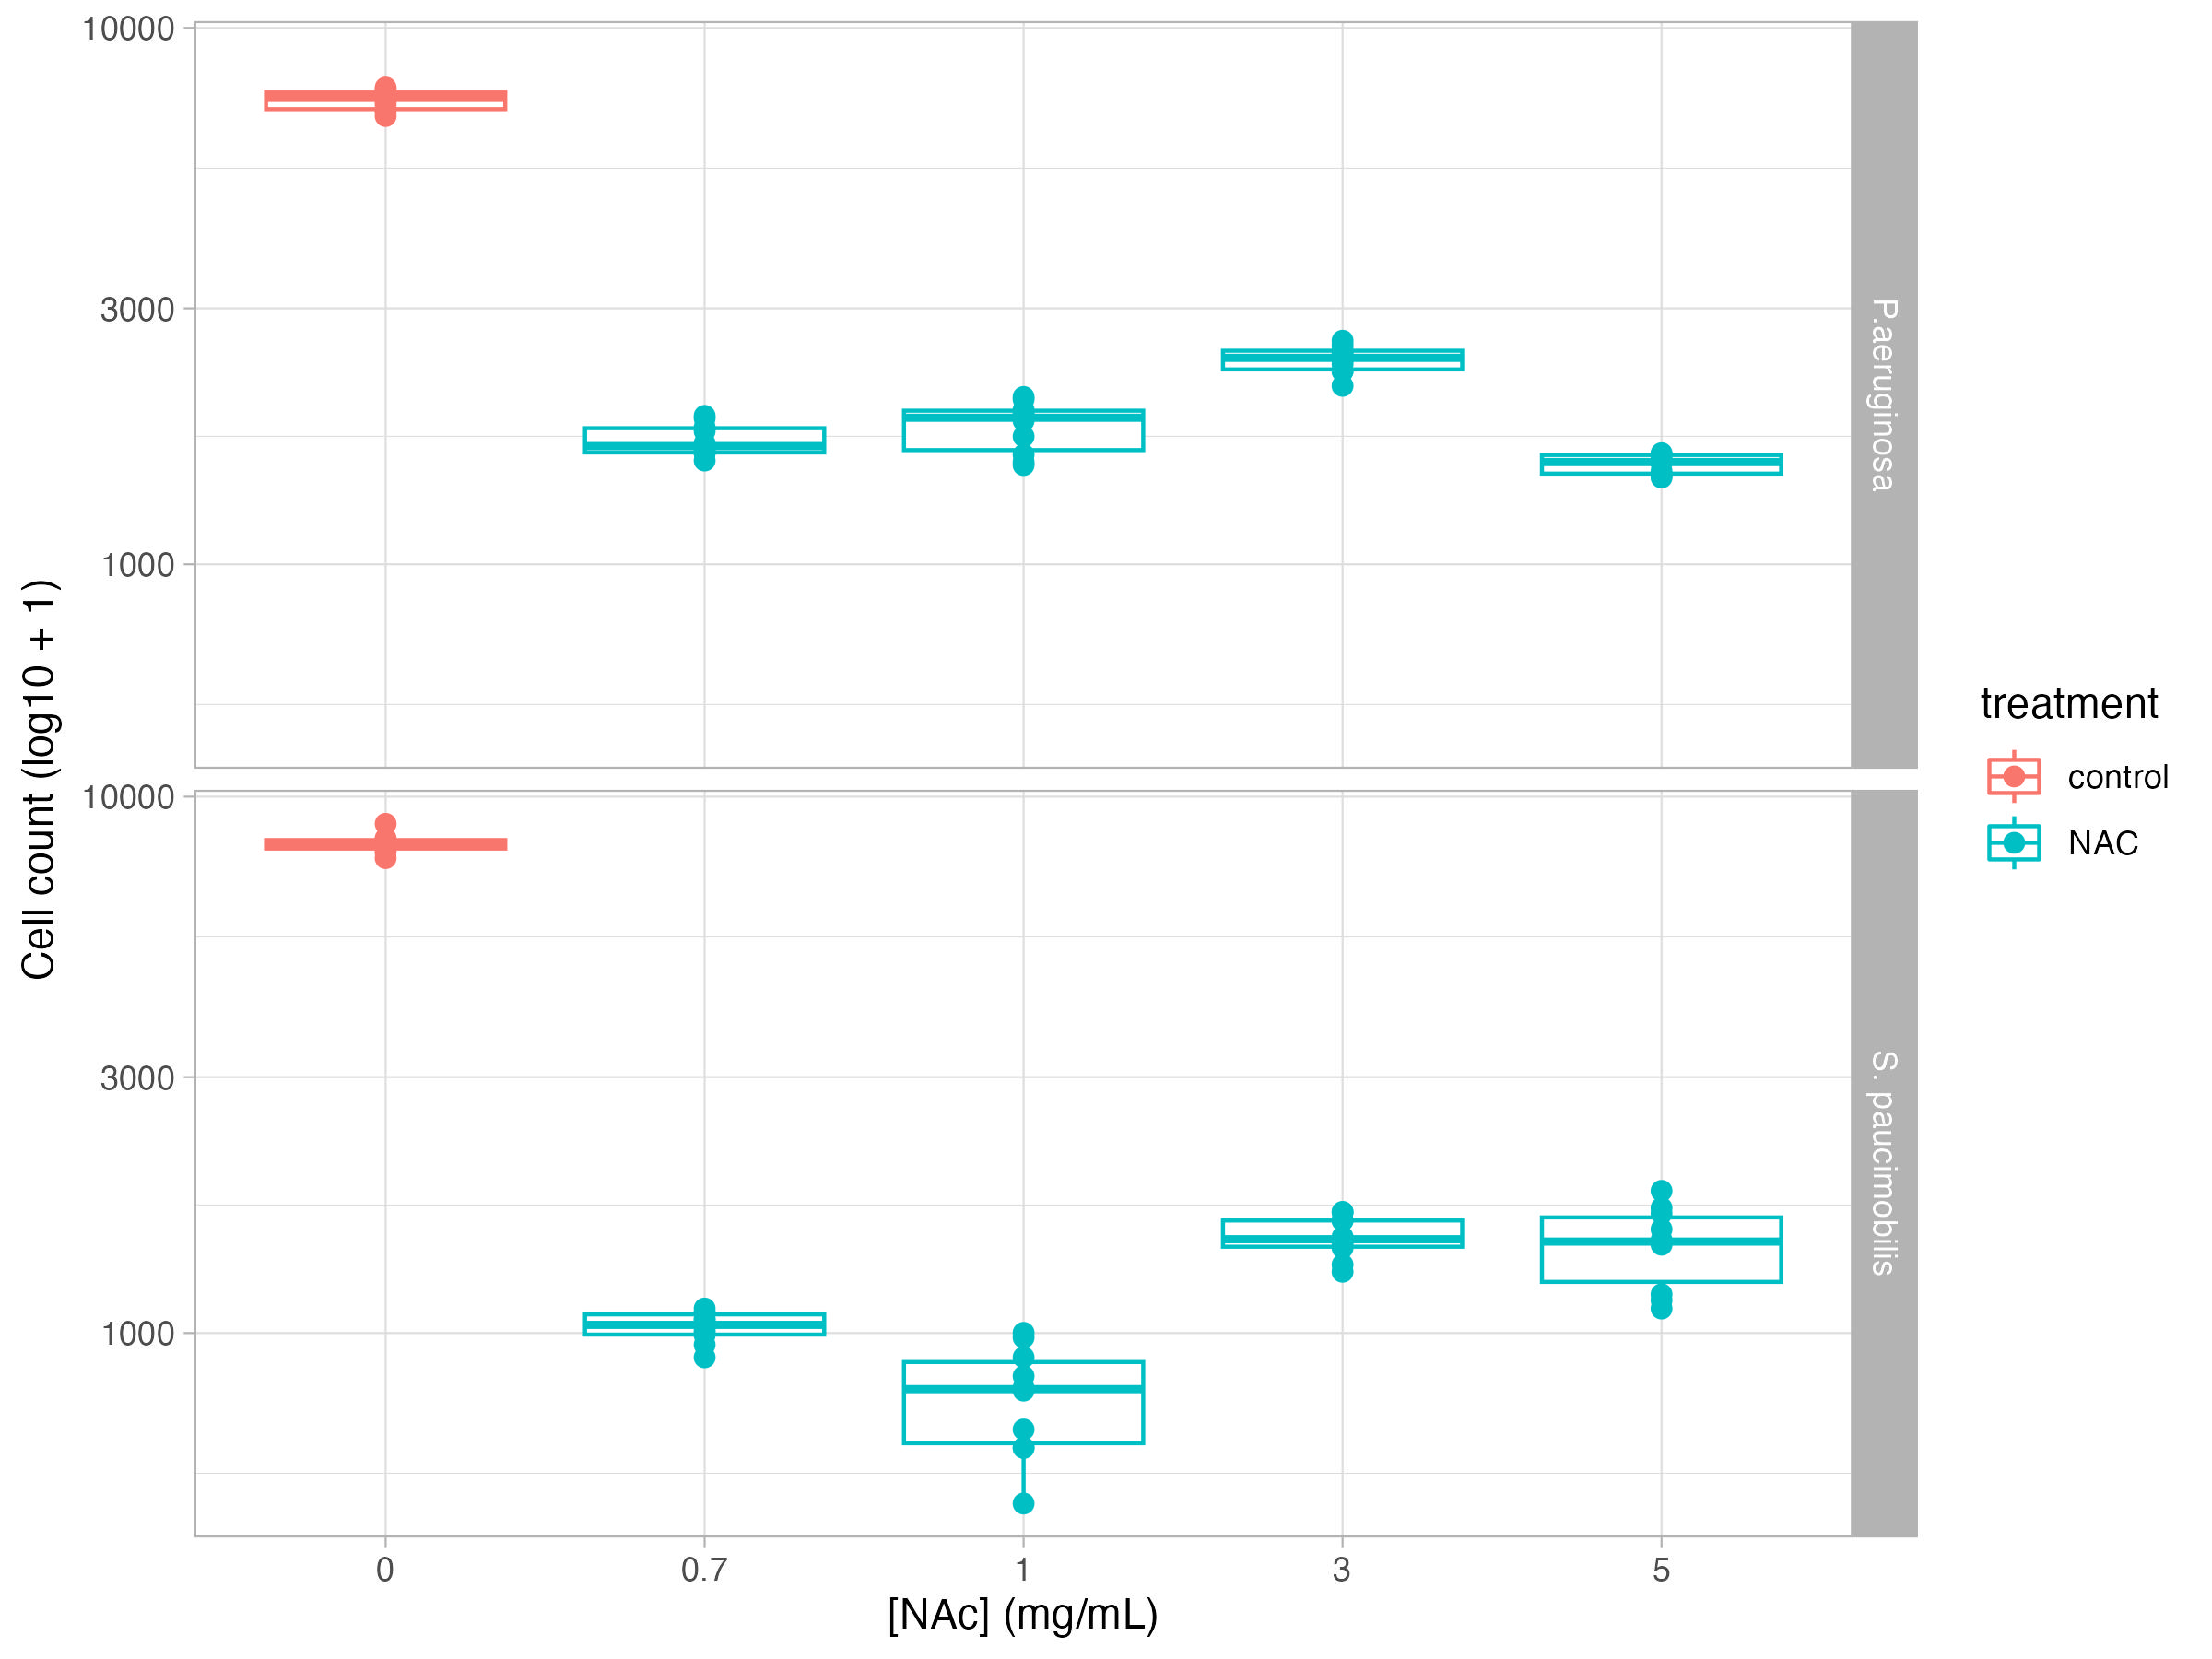 Cell count (log10 + 1)
10000
3000
1000
P.aeruginosa
10000
3000
1000
S. paucimobilis
0 0.7 1 3 5
[NAc] (mg/mL)
treatment
control
NAC